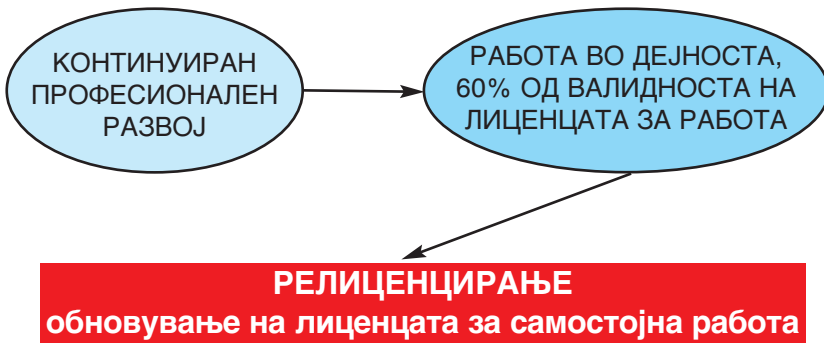 КОНТИНУИРАН
ПРОФЕСИОНАЛЕН
РАЗВОЈ
РАБОТА ВО ДЕЈНОСТА,
60% ОД ВАЛИДНОСТА НА
ЛИЦЕНЦАТА ЗА РАБОТА
РЕЛИЦЕНЦИРАЊЕ
обновување на лиценцата за самостојна работа